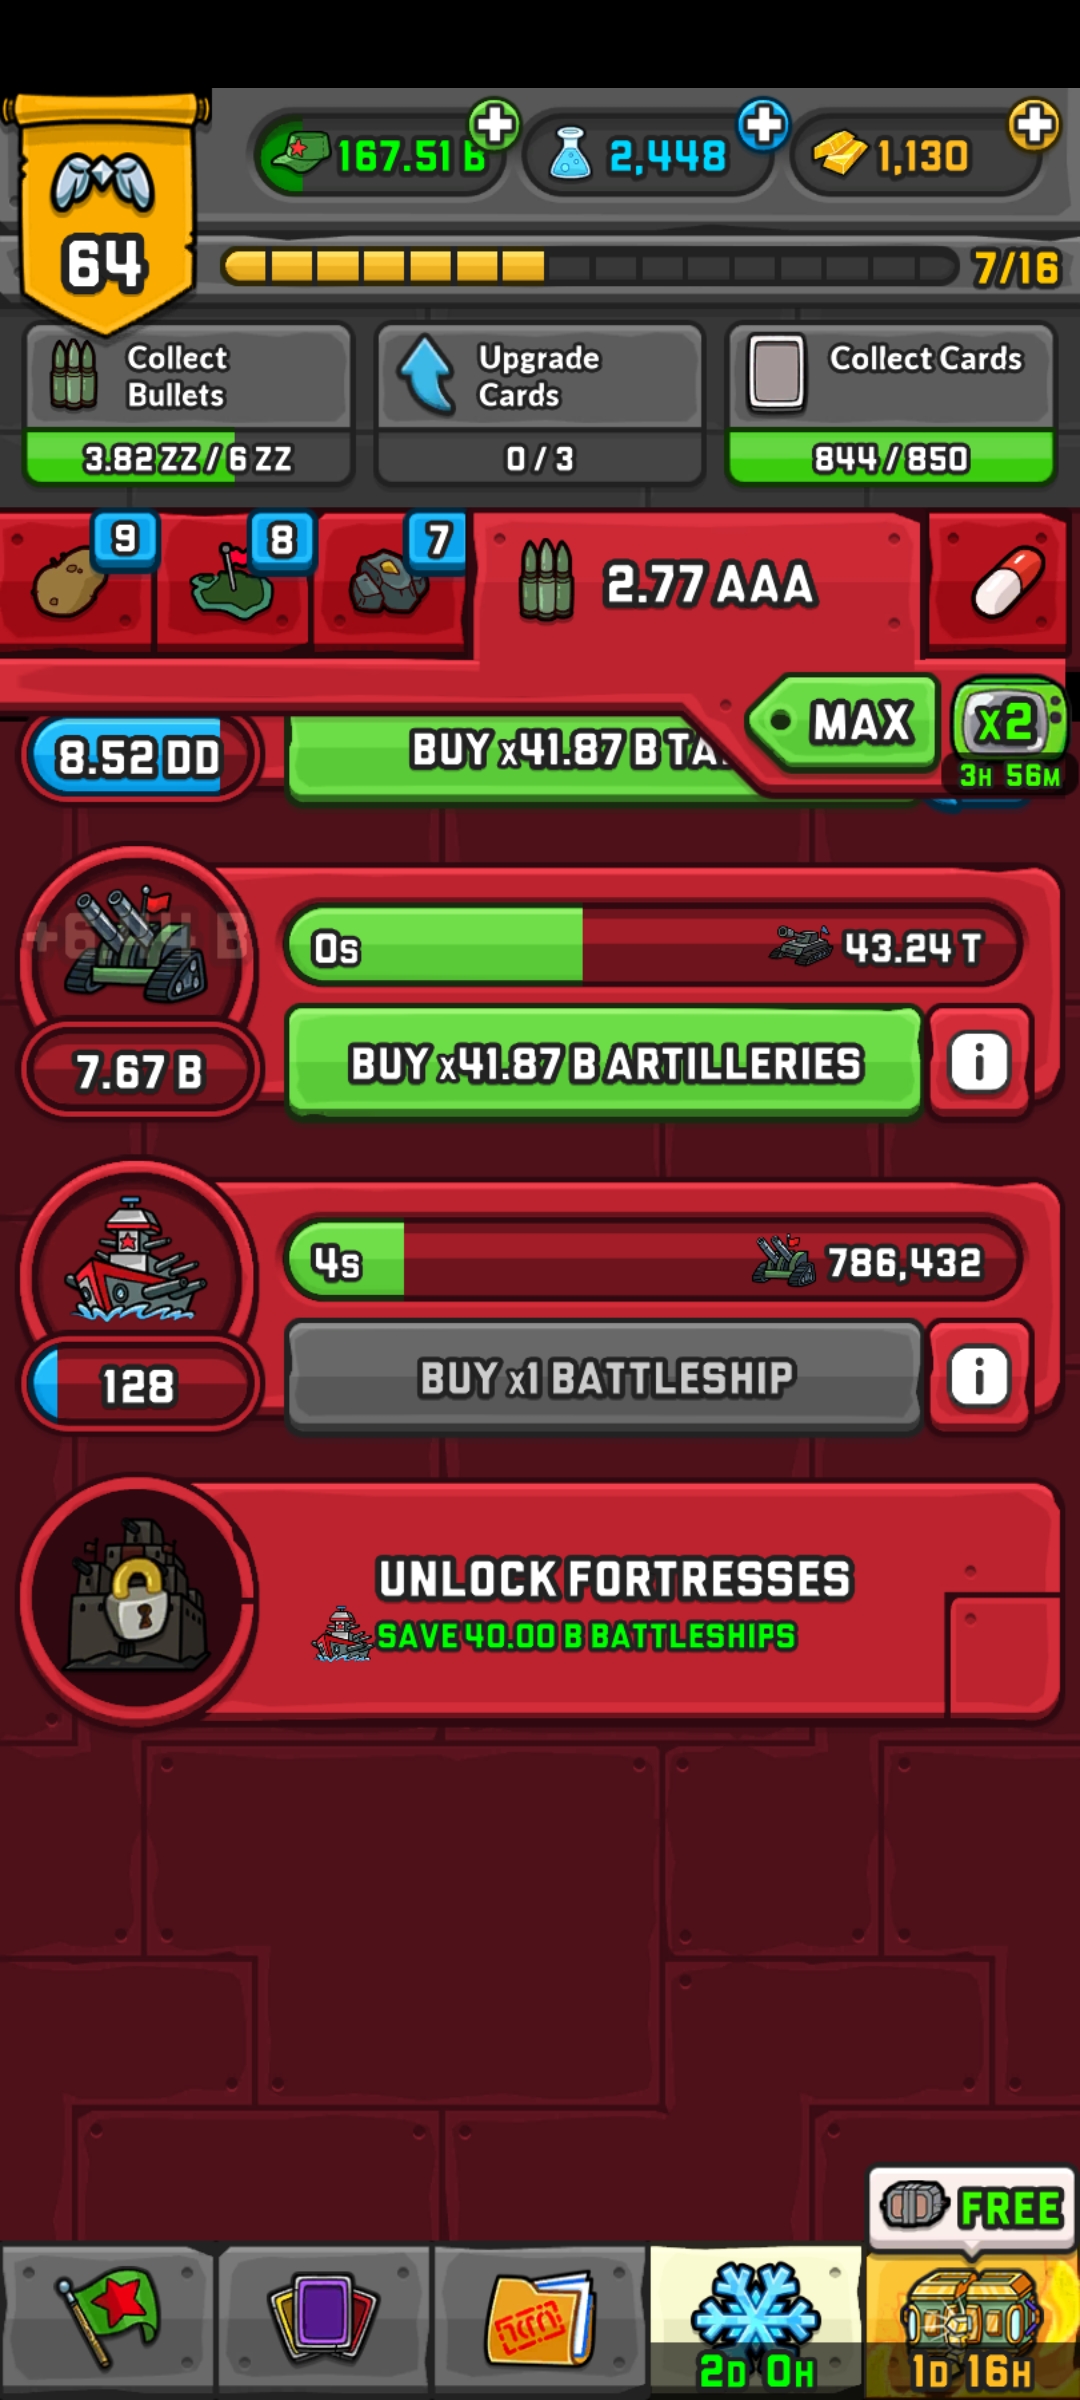 167.51 B
2,448
1,130
64
7/16
Collect
Bullets
Upgrade
Cards
Collect Cards
3.82 ZZ / 6 ZZ
0 / 3
844 / 850
9
8
7
2.77 AAA
MAX
x2
3H 56M
8.52 DD
BUY x41.87 B TA
0s
43.24 T
7.67 B
BUY x41.87 B ARTILLERIES
i
4s
786,432
128
BUY x1 BATTLESHIP
i
UNLOCK FORTRESSES
SAVE 40.00 B BATTLESHIPS
FREE
2D 0H
1D 16H